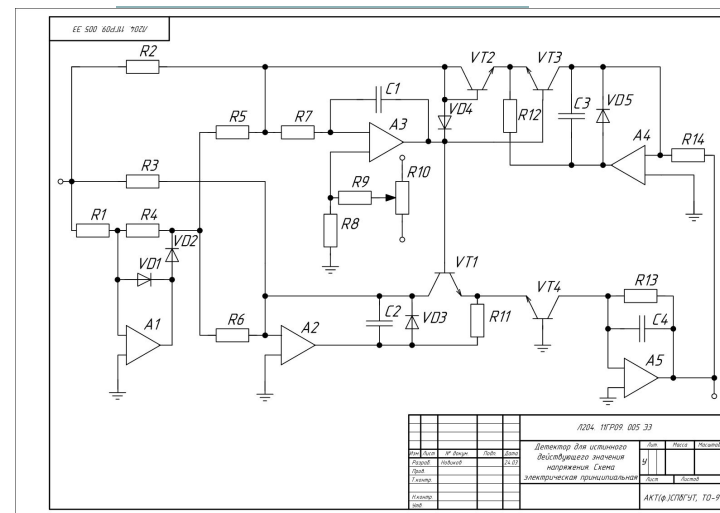 Л204. 11ГР09. 005 ЭЗ
R2
VT2
VT3
C1
VD4
R12
C3
VD5
R5
R7
A3
A4
R14
R3
R9
R10
R1
R4
VD2
R8
VD1
VT1
VT4
R13
A1
R6
A2
C2
VD3
R11
C4
A5
Л204. 11ГР09. 005 ЭЗ
Детектор для истинного
действующего значения
напряжения. Схема
электрическая принципиальная
Лит.
Масса
Изм
Лист
№ докум.
Подп.
Дата
Разраб.
Новиков
24.03
У
Пров.
Т.контр.
Лист
Н.контр.
Утв.
АКТ(ф)СПбГУТ, ТО-9